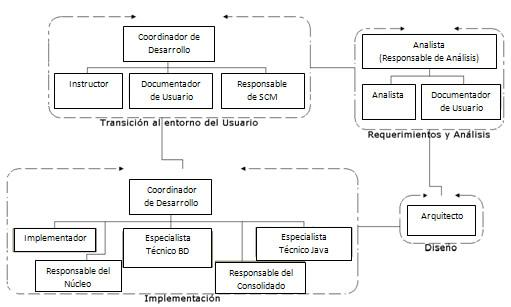 Coordinador de
Desarrollo
Instructor
Documentador
de Usuario
Responsable
de SCM
Transición al entorno del Usuario
Analista
(Responsable de Análisis)
Analista
Documentador
de Usuario
Requerimientos y Análisis
Coordinador
de Desarrollo
Implementador
Especialista
Técnico BD
Especialista
Técnico Java
Responsable del
Núcleo
Responsable del
Consolidado
Implementación
Arquitecto
Diseño